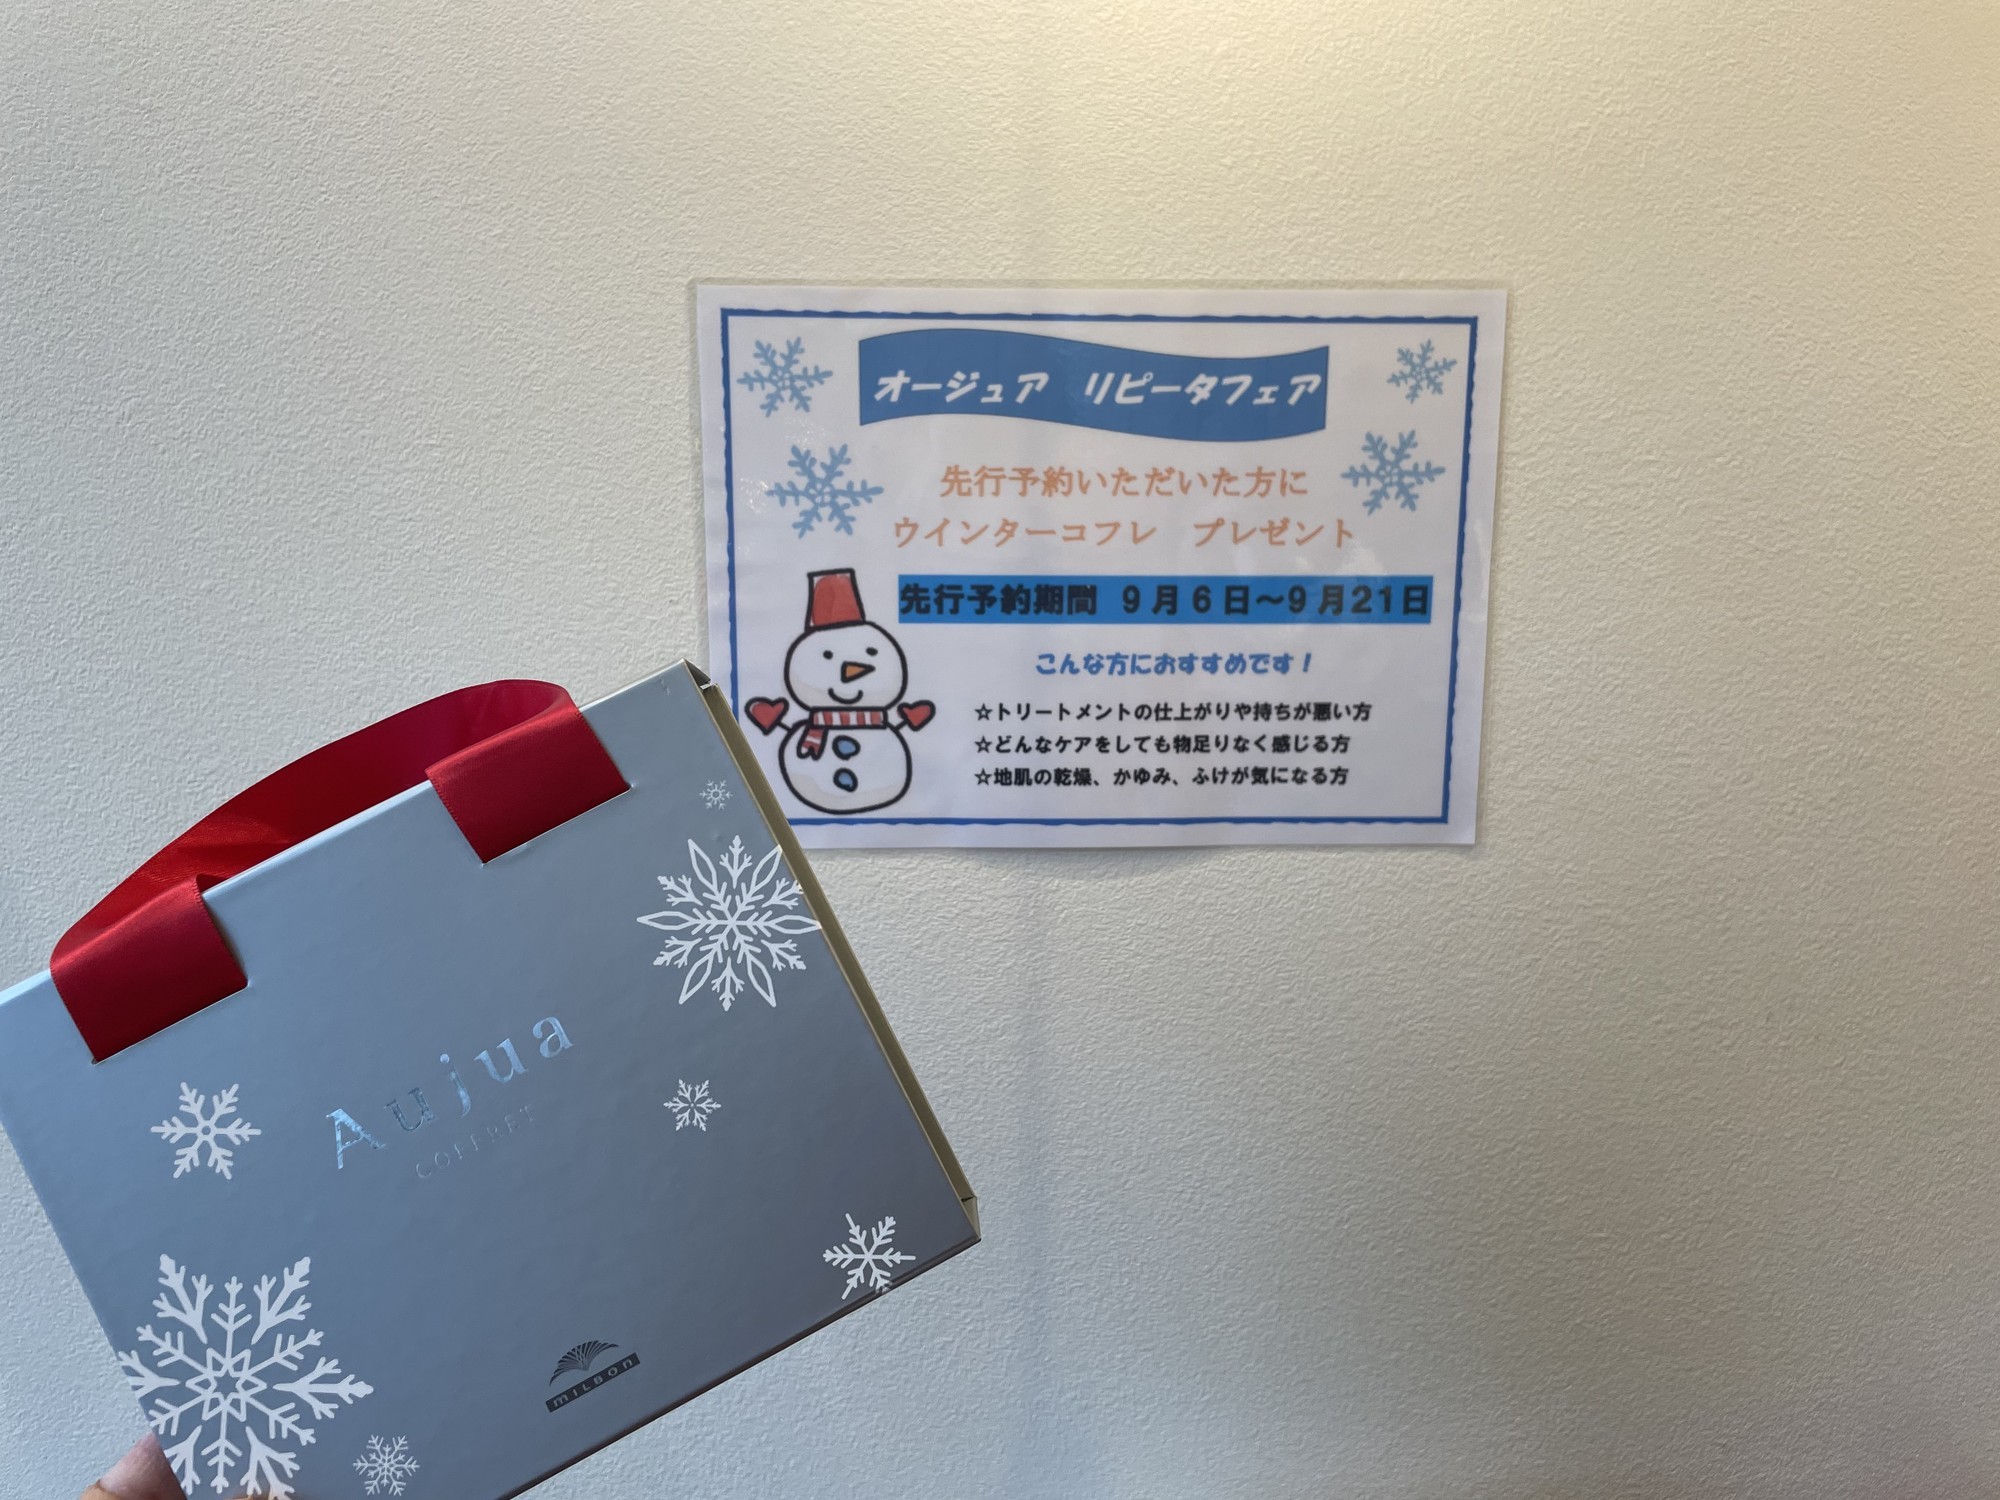 オージュア　リピータフェア
先行予約いただいた方に
ウインターコフレ　プレゼント
先行予約期間　９月６日～９月２１日
こんな方におすすめです！
☆トリートメントの仕上がりや持ちが悪い方
☆どんなケアをしても物足りなく感じる方
☆地肌の乾燥、かゆみ、ふけが気になる方
Aujua
COFFRET
MILBON